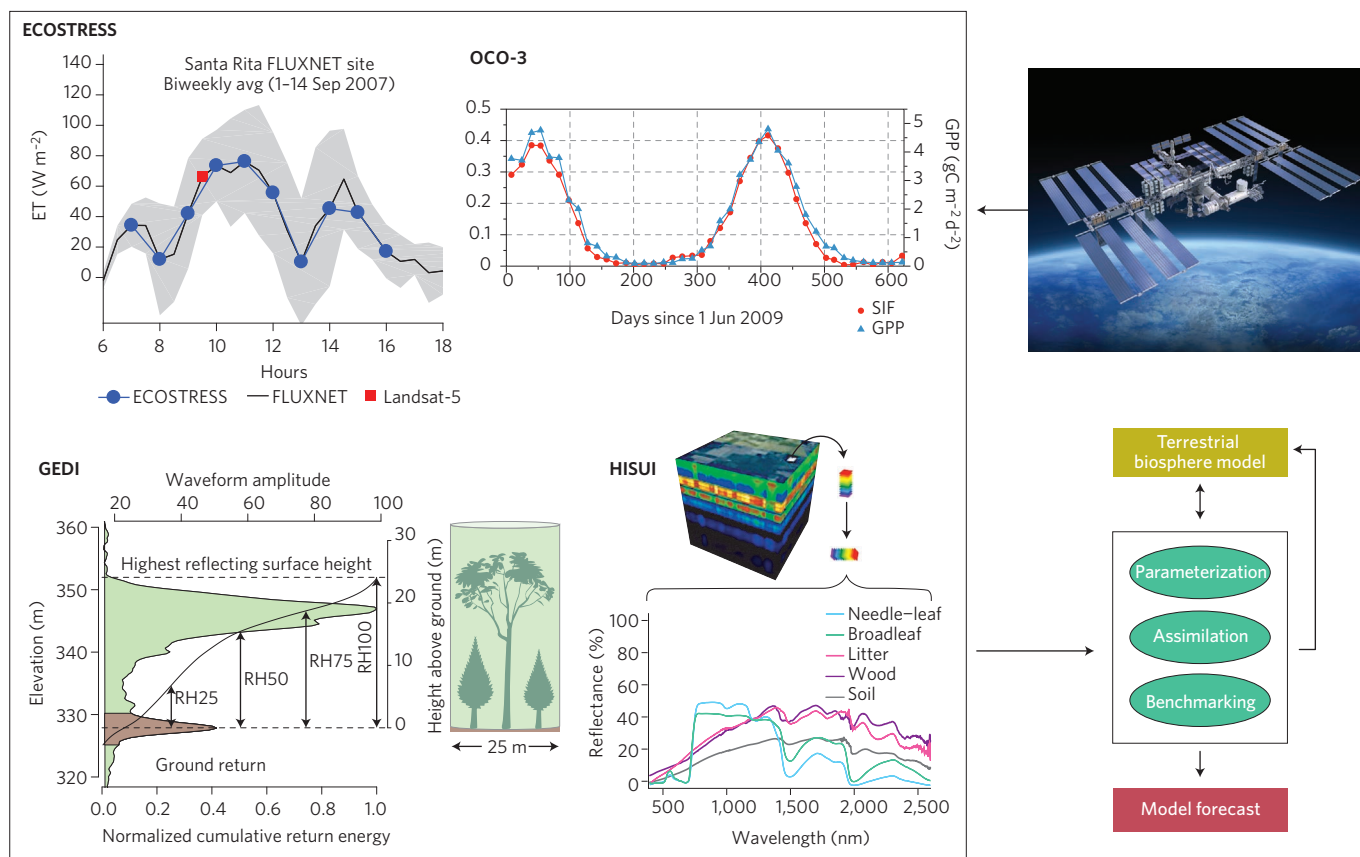 ECOSTRESS
Santa Rita FLUXNET site
Biweekly avg (1–14 Sep 2007)
140
120
100
80
60
40
20
0
ET (W m⁻²)
6
8
10
12
14
16
18
Hours
ECOSTRESS
FLUXNET
Landsat-5
OCO-3
0.5
0.4
0.3
0.2
0.1
0
5
4
3
2
1
0
GPP (gC m⁻² d⁻²)
0
100
200
300
400
500
600
Days since 1 Jun 2009
SIF
GPP
GEDI
Waveform amplitude
20
40
60
80
100
360
350
340
330
320
Elevation (m)
30
20
10
0
Height above ground (m)
Highest reflecting surface height
RH25
RH50
RH75
RH100
Ground return
0.0
0.2
0.4
0.6
0.8
1.0
Normalized cumulative return energy
25 m
HISUI
100
80
60
40
20
0
Reflectance (%)
Needle–leaf
Broadleaf
Litter
Wood
Soil
500
1,000
1,500
2,000
2,500
Wavelength (nm)
Terrestrial
biosphere model
Parameterization
Assimilation
Benchmarking
Model forecast